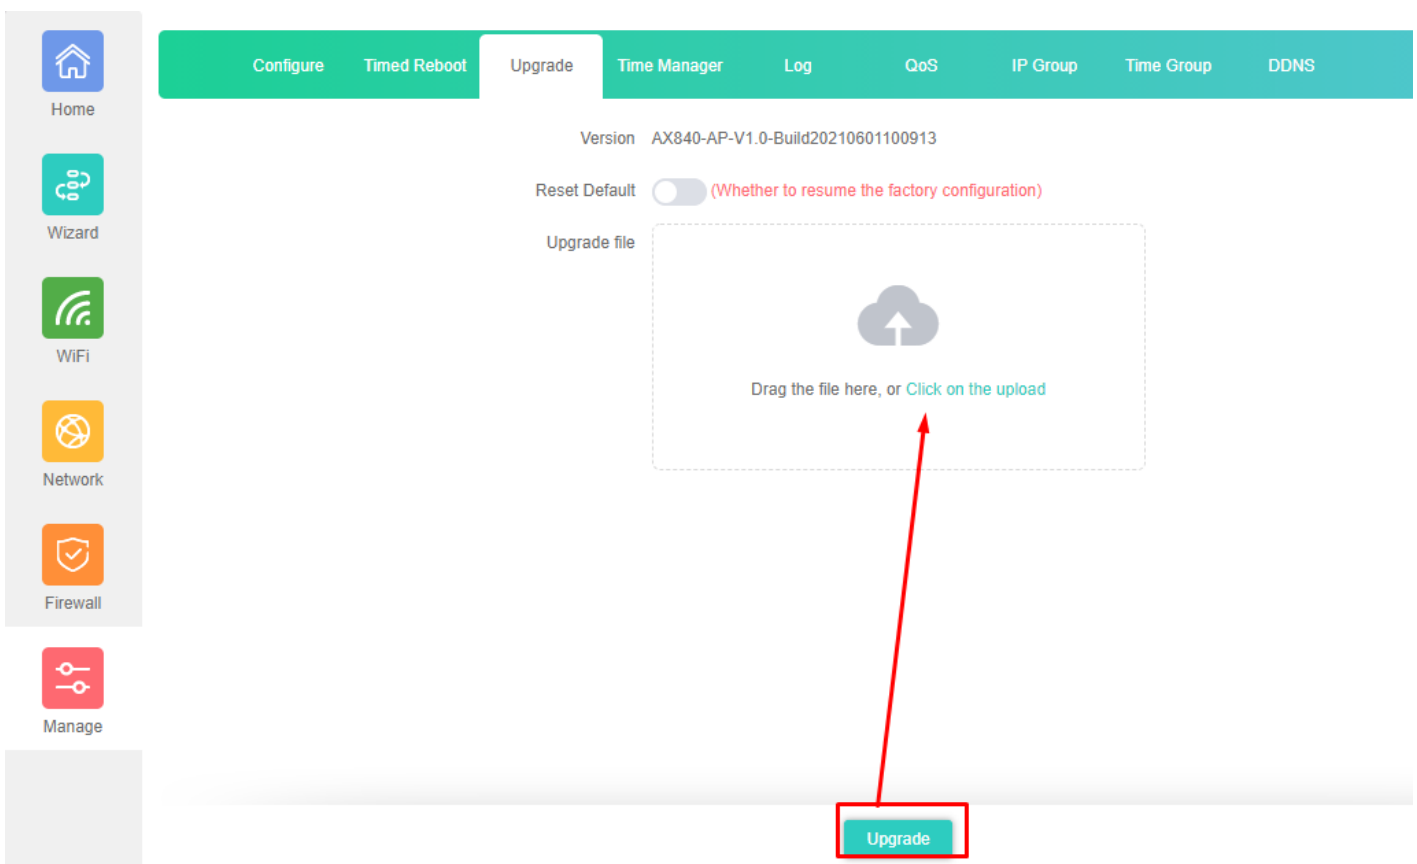 Home
Wizard
WiFi
Network
Firewall
Manage
Configure Timed Reboot Upgrade Time Manager Log QoS IP Group Time Group DDNS
Version AX840-AP-V1.0-Build20210601100913
Reset Default (Whether to resume the factory configuration)
Upgrade file
Drag the file here, or Click on the upload
Upgrade